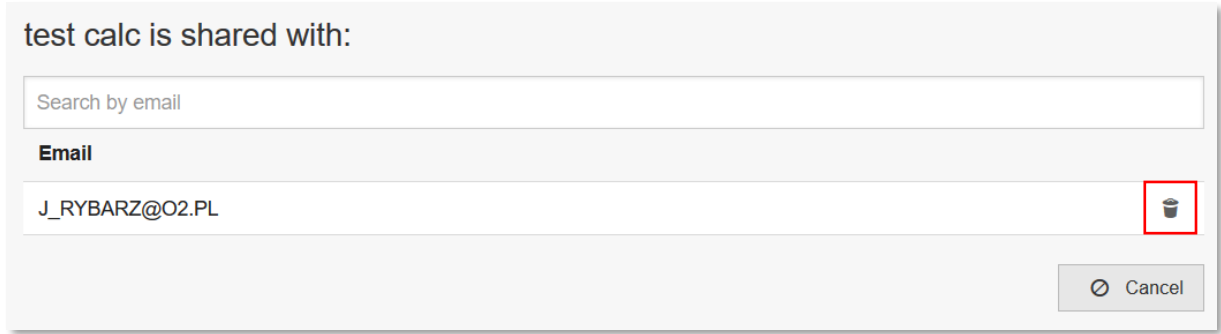 test calc is shared with:
Search by email
Email
J_RYBARZ@O2.PL
Cancel